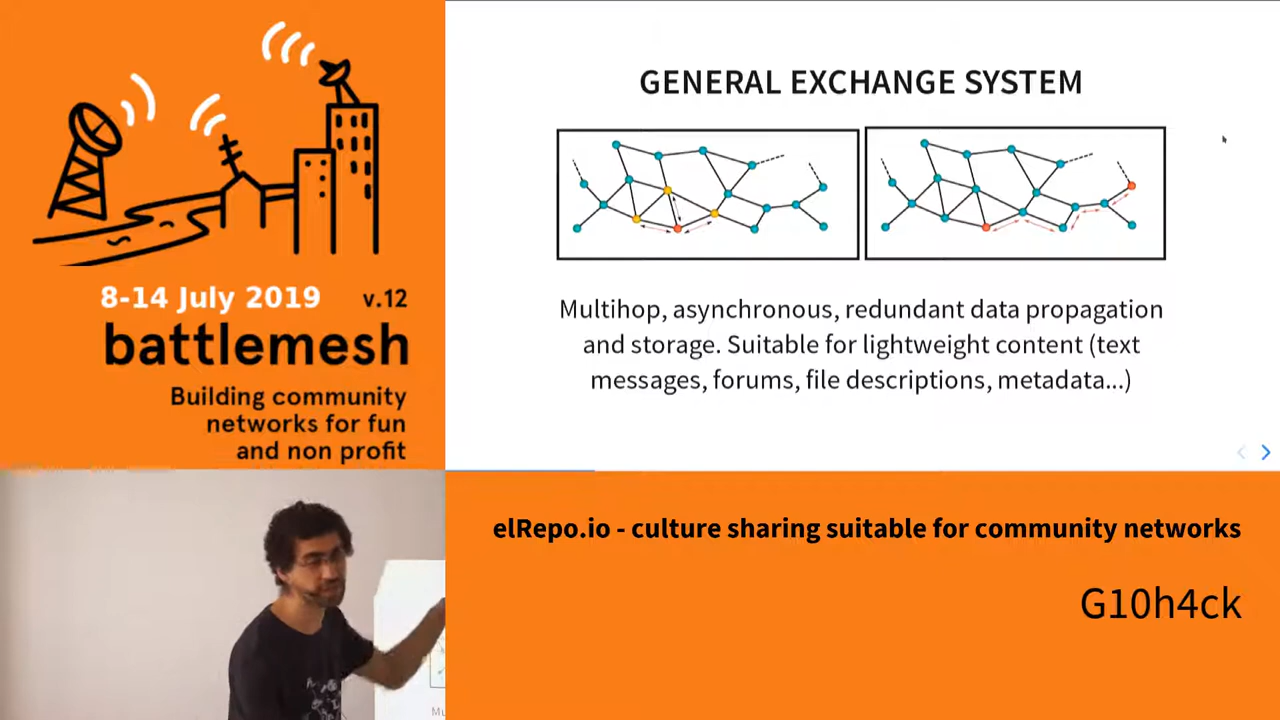 8-14 July 2019 v.12
battlemesh
Building community
networks for fun
and non profit
GENERAL EXCHANGE SYSTEM
Multihop, asynchronous, redundant data propagation
and storage. Suitable for lightweight content (text
messages, forums, file descriptions, metadata...)
elRepo.io - culture sharing suitable for community networks
G10h4ck